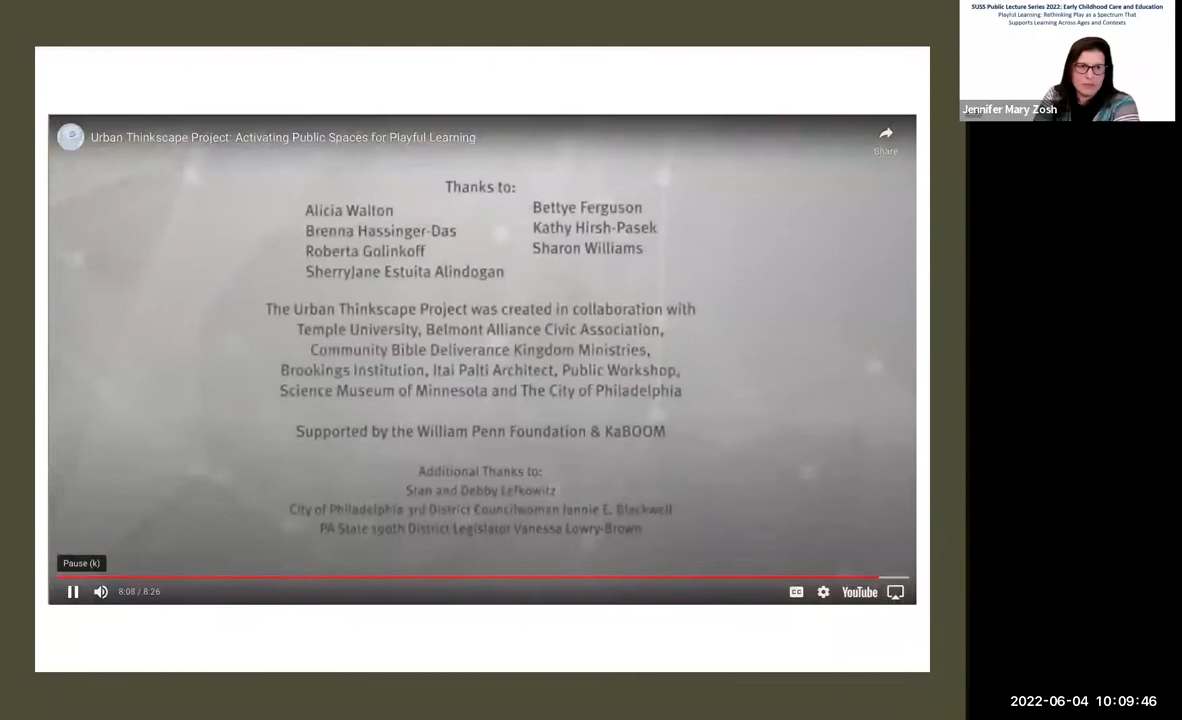 SUSS Public Lecture Series 2022: Early Childhood Care and Education
Playful Learning: Rethinking Play as a Spectrum That
Supports Learning Across Ages and Contexts
Jennifer Mary Zosh
Urban Thinkscape Project: Activating Public Spaces for Playful Learning
Share
Thanks to:
Alicia Walton
Brenna Hassinger-Das
Roberta Golinkoff
SherryJane Estuita Alindogan
Bettye Ferguson
Kathy Hirsh-Pasek
Sharon Williams
The Urban Thinkscape Project was created in collaboration with
Temple University, Belmont Alliance Civic Association,
Community Bible Deliverance Kingdom Ministries,
Brookings Institution, Itai Palti Architect, Public Workshop,
Science Museum of Minnesota and The City of Philadelphia
Supported by the William Penn Foundation & KaBOOM
Additional Thanks to:
Stan and Debby Lefkowitz
City of Philadelphia 3rd District Councilwoman Jannie E. Blackwell
PA State 190th District Legislator Vanessa Lowry-Brown
Pause (k)
8:08 / 8:26
CC
YouTube
2022-06-04 10:09:46